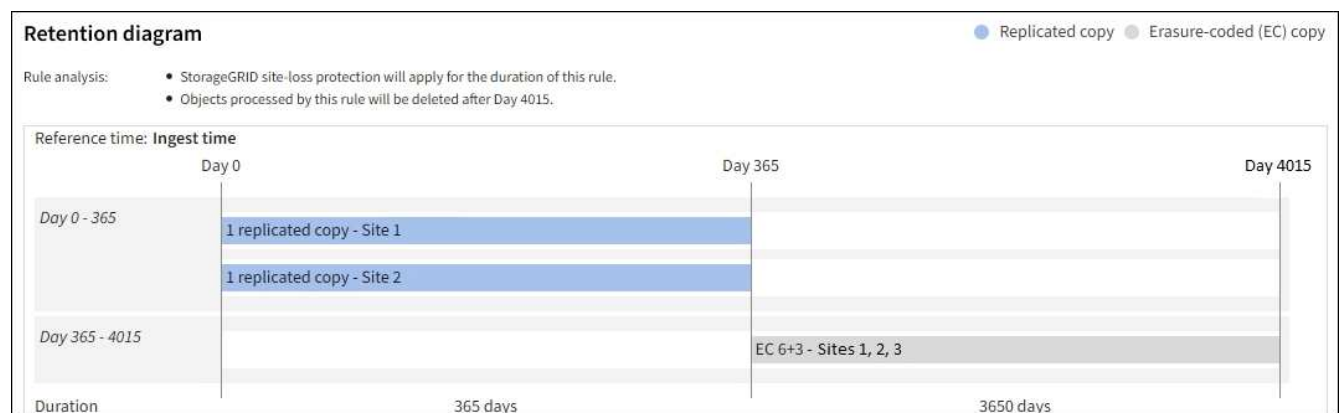 Retention diagram
Replicated copy
Erasure-coded (EC) copy
Rule analysis:
• StorageGRID site-loss protection will apply for the duration of this rule.
• Objects processed by this rule will be deleted after Day 4015.
Reference time: Ingest time
Day 0
Day 365
Day 4015
Day 0 - 365
1 replicated copy - Site 1
1 replicated copy - Site 2
Day 365 - 4015
EC 6+3 - Sites 1, 2, 3
Duration
365 days
3650 days